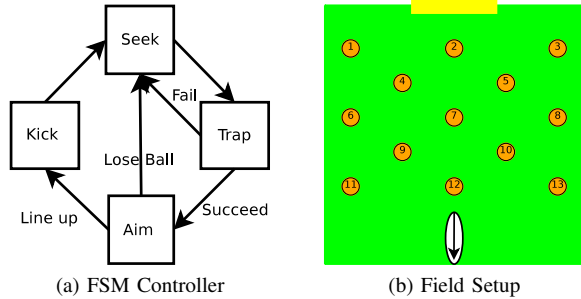 Seek
Fail
Kick
Trap
Lose Ball
Line up
Succeed
Aim
(a) FSM Controller
1 2 3
4 5
6 7 8
9 10
11 12 13
(b) Field Setup